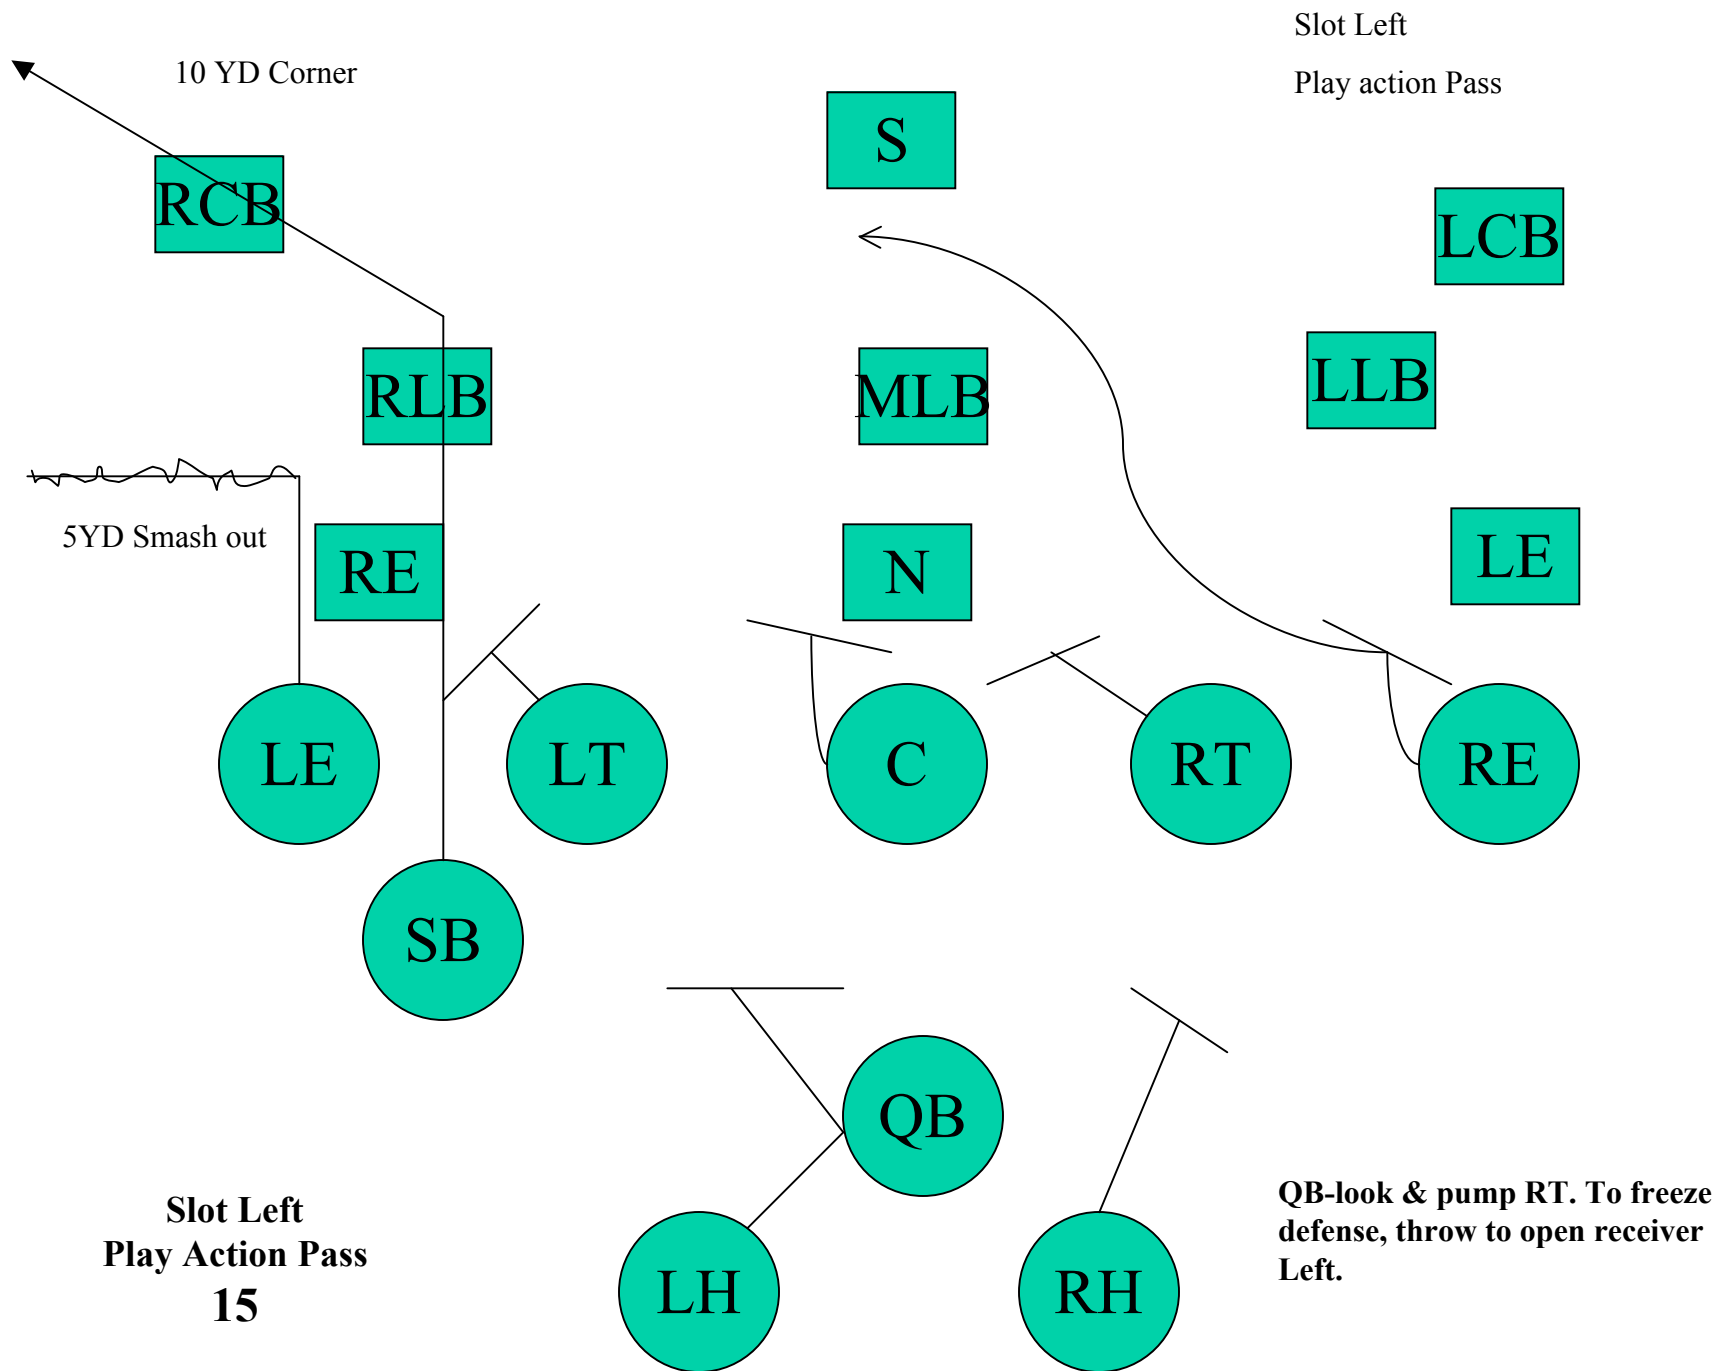 Slot Left
10 YD Corner
Play action Pass
S
RCB
LCB
RLB
MLB
LLB
5YD Smash out
RE
N
LE
LE
LT
C
RT
RE
SB
QB
Slot Left
Play Action Pass
15
QB-look & pump RT. To freeze
defense, throw to open receiver
Left.
LH
RH